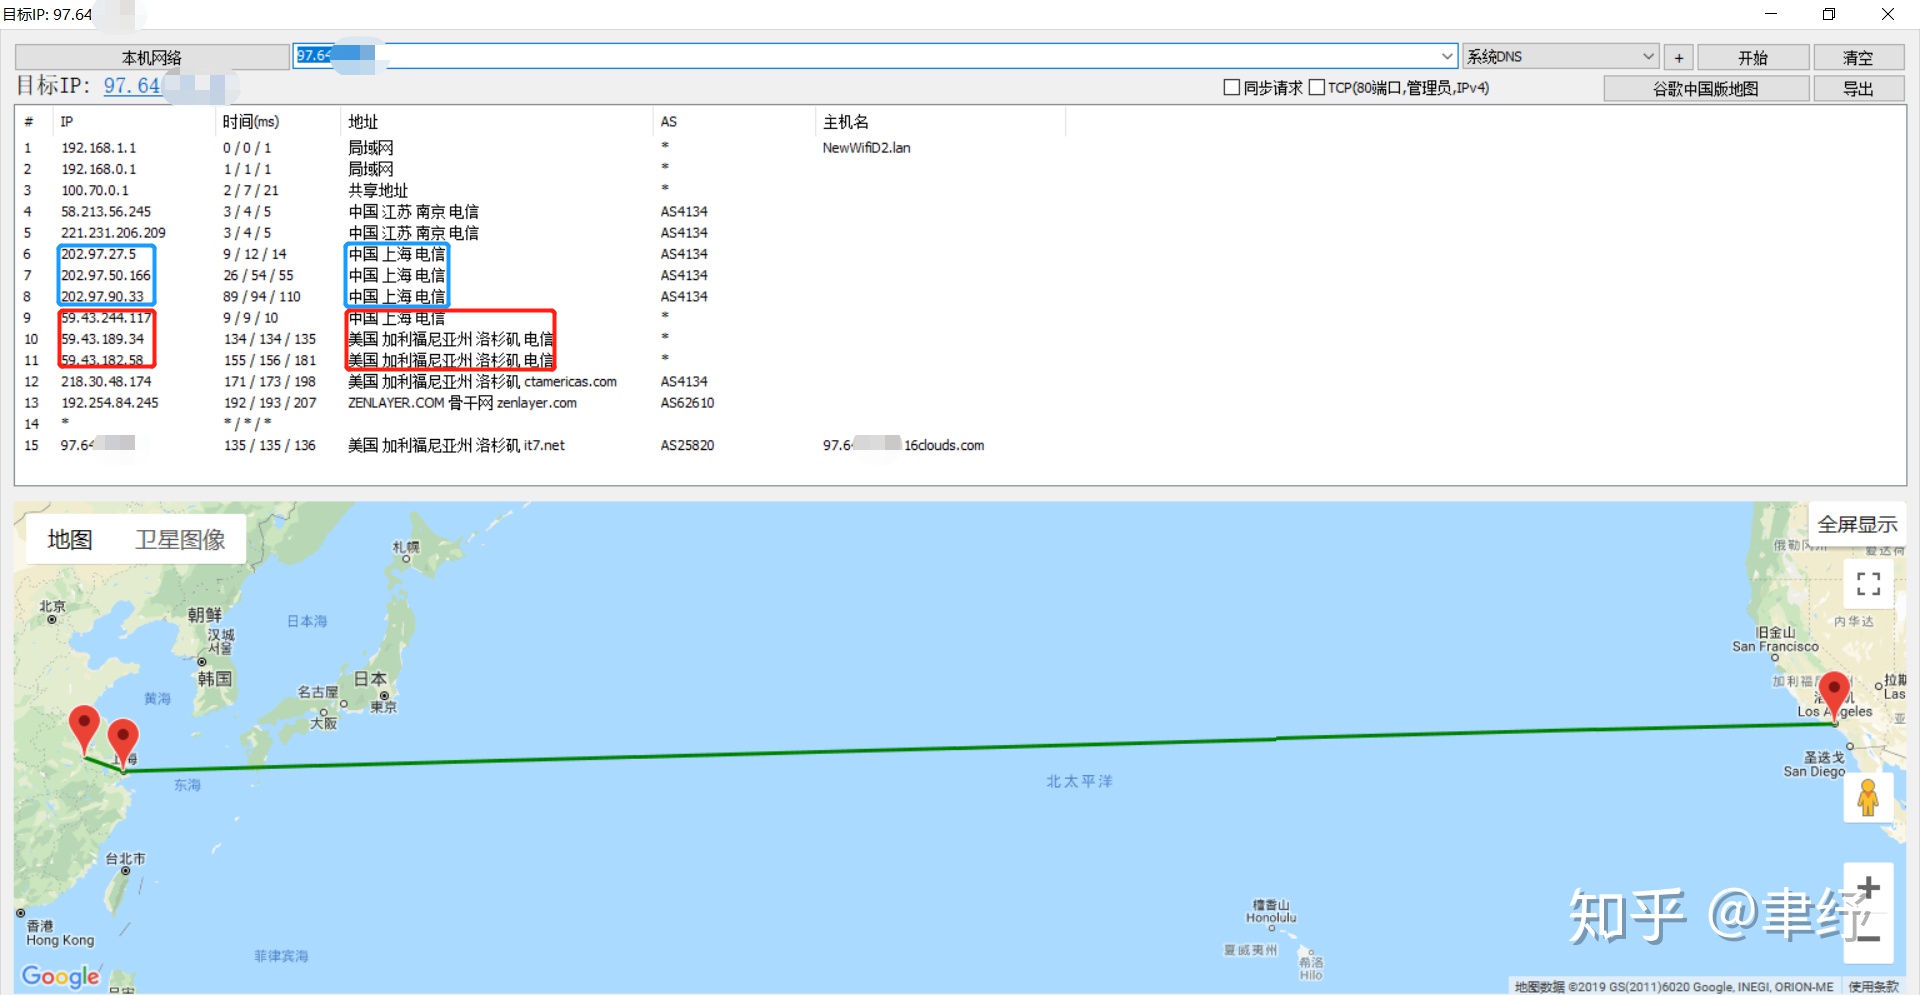 目标IP: 97.64
本机网络 97.64 系统DNS + 开始 清空
目标IP: 97.64 同步请求 TCP(80端口,管理员,IPv4) 谷歌中国版地图 导出
# IP 时间(ms) 地址 AS 主机名
1 192.168.1.1 0 / 0 / 1 局域网 * NewWifiD2.lan
2 192.168.0.1 1 / 1 / 1 局域网 *
3 100.70.0.1 2 / 7 / 21 共享地址 *
4 58.213.56.245 3 / 4 / 5 中国 江苏 南京 电信 AS4134
5 221.231.206.209 3 / 4 / 5 中国 江苏 南京 电信 AS4134
6 202.97.27.5 9 / 12 / 14 中国 上海 电信 AS4134
7 202.97.50.166 26 / 54 / 55 中国 上海 电信 AS4134
8 202.97.90.33 89 / 94 / 110 中国 上海 电信 AS4134
9 59.43.244.117 9 / 9 / 10 中国 上海 电信 *
10 59.43.189.34 134 / 134 / 135 美国 加利福尼亚州 洛杉矶 电信 *
11 59.43.182.58 155 / 156 / 181 美国 加利福尼亚州 洛杉矶 电信 *
12 218.30.48.174 171 / 173 / 198 美国 加利福尼亚州 洛杉矶 ctamericas.com AS4134
13 192.254.84.245 192 / 193 / 207 ZENLAYER.COM 骨干网 zenlayer.com AS62610
14 * * / * / *
15 97.64 135 / 135 / 136 美国 加利福尼亚州 洛杉矶 it7.net AS25820 97.6 16clouds.com
地图 卫星图像
全屏显示
札幌
北京
朝鲜
日本海
汉城
서울
韩国
黄海
名古屋
日本
東京
大阪
东海
北太平洋
台北市
香港
Hong Kong
菲律宾海
旧金山
San Francisco
内华达
Los Angeles
圣迭戈
San Diego
檀香山
Honolulu
夏威夷州
希洛
Hilo
知乎 @聿纾
Google
地图数据 ©2019 GS(2011)6020 Google, INEGI, ORION-ME 使用条款